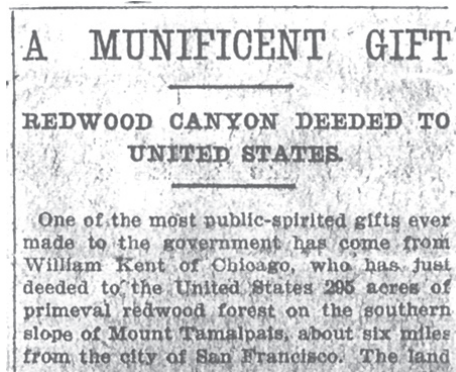 A MUNIFICENT GIFT
REDWOOD CANYON DEEDED TO
UNITED STATES.
One of the most public-spirited gifts ever
made to the government has come from
William Kent of Chicago, who has just
deeded to the United States 295 acres of
primeval redwood forest on the southern
slope of Mount Tamalpais, about six miles
from the city of San Francisco. The land